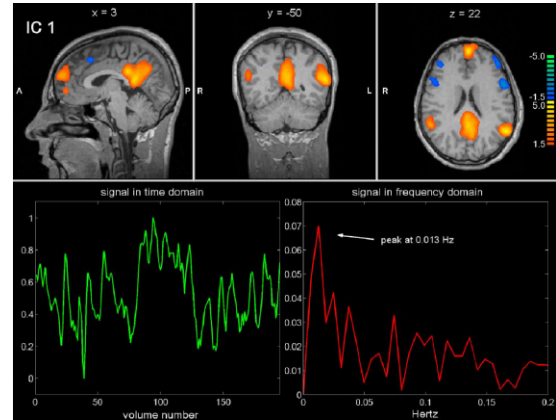 IC 1
x = 3
y = -50
z = 22
A
P
R
L
R
-5.0
-1.5
5.0
1.5
signal in time domain
1
0.8
0.6
0.4
0.2
0
0
50
100
150
volume number
signal in frequency domain
0.08
0.07
0.06
0.05
0.04
0.03
0.02
0.01
0
peak at 0.013 Hz
0
0.05
0.1
0.15
0.2
Hertz